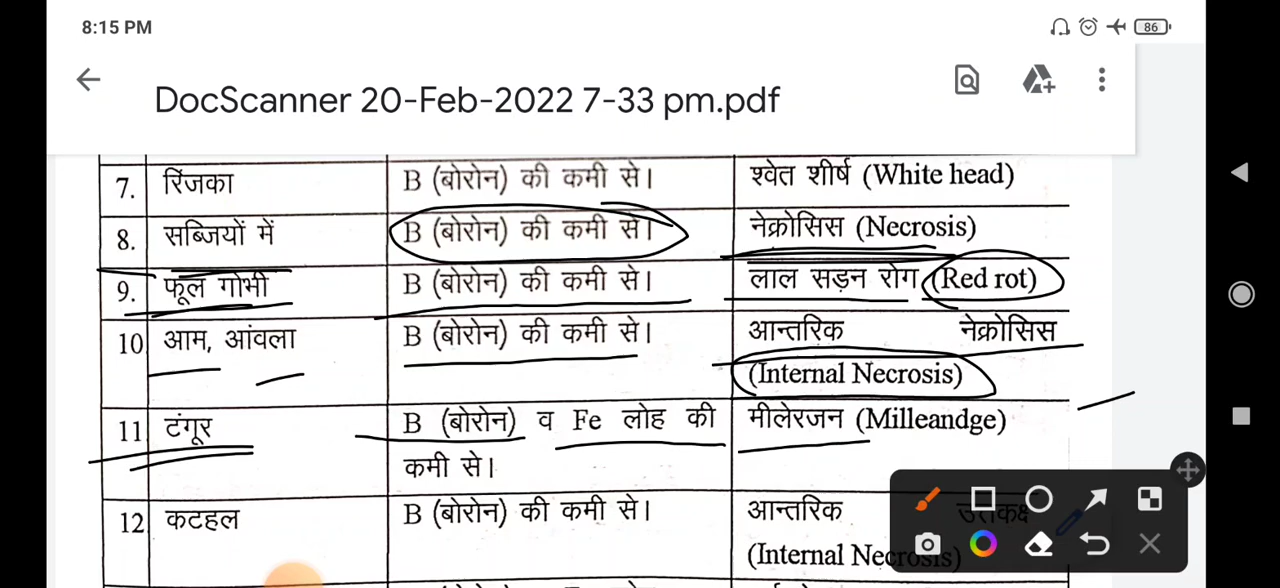 8:15 PM 86
DocScanner 20-Feb-2022 7-33 pm.pdf
7. रिंजका B (बोरोन) की कमी से। श्वेत शीर्ष (White head)
8. सब्जियों में B (बोरोन) की कमी से। नेक्रोसिस (Necrosis)
9. फूल गोभी B (बोरोन) की कमी से। लाल सड़न रोग (Red rot)
10 आम, आंवला B (बोरोन) की कमी से। आन्तरिक नेक्रोसिस
(Internal Necrosis)
11 टंगूर B (बोरोन) व Fe लोह की मीलेरजन (Milleandge)
कमी से।
12 कटहल B (बोरोन) की कमी से। आन्तरिक
(Internal Necrosis)